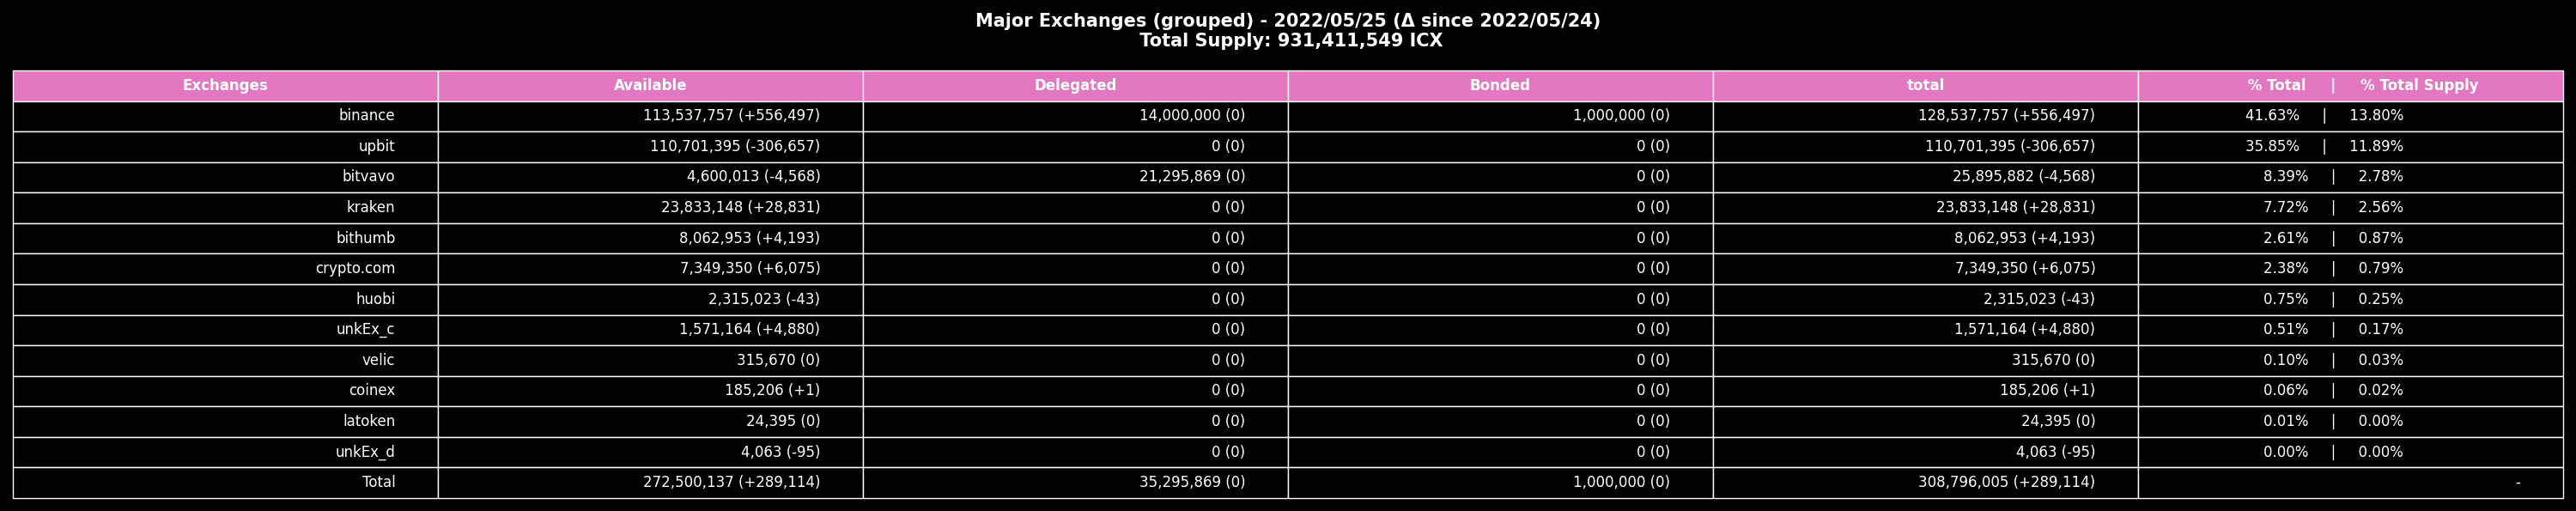 Major Exchanges (grouped) - 2022/05/25 (Δ since 2022/05/24)
Total Supply: 931,411,549 ICX
Exchanges Available Delegated Bonded total % Total | % Total Supply
binance 113,537,757 (+556,497) 14,000,000 (0) 1,000,000 (0) 128,537,757 (+556,497) 41.63% | 13.80%
upbit 110,701,395 (-306,657) 0 (0) 0 (0) 110,701,395 (-306,657) 35.85% | 11.89%
bitvavo 4,600,013 (-4,568) 21,295,869 (0) 0 (0) 25,895,882 (-4,568) 8.39% | 2.78%
kraken 23,833,148 (+28,831) 0 (0) 0 (0) 23,833,148 (+28,831) 7.72% | 2.56%
bithumb 8,062,953 (+4,193) 0 (0) 0 (0) 8,062,953 (+4,193) 2.61% | 0.87%
crypto.com 7,349,350 (+6,075) 0 (0) 0 (0) 7,349,350 (+6,075) 2.38% | 0.79%
huobi 2,315,023 (-43) 0 (0) 0 (0) 2,315,023 (-43) 0.75% | 0.25%
unkEx_c 1,571,164 (+4,880) 0 (0) 0 (0) 1,571,164 (+4,880) 0.51% | 0.17%
velic 315,670 (0) 0 (0) 0 (0) 315,670 (0) 0.10% | 0.03%
coinex 185,206 (+1) 0 (0) 0 (0) 185,206 (+1) 0.06% | 0.02%
latoken 24,395 (0) 0 (0) 0 (0) 24,395 (0) 0.01% | 0.00%
unkEx_d 4,063 (-95) 0 (0) 0 (0) 4,063 (-95) 0.00% | 0.00%
Total 272,500,137 (+289,114) 35,295,869 (0) 1,000,000 (0) 308,796,005 (+289,114) -